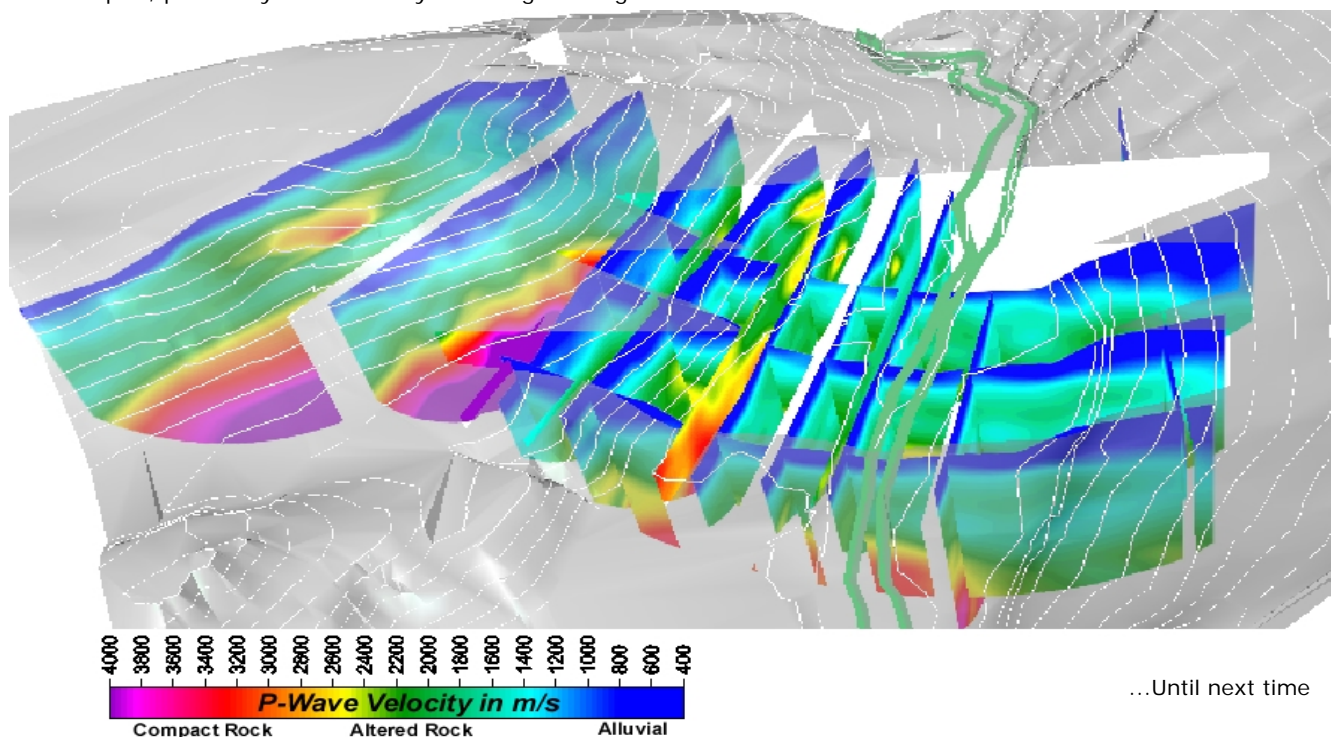 4000 3800 3600 3400 3200 3000 2800 2600 2400 2200 2000 1800 1600 1400 1200 1000 800 600 400
P-Wave Velocity in m/s
Compact Rock Altered Rock Alluvial
...Until next time